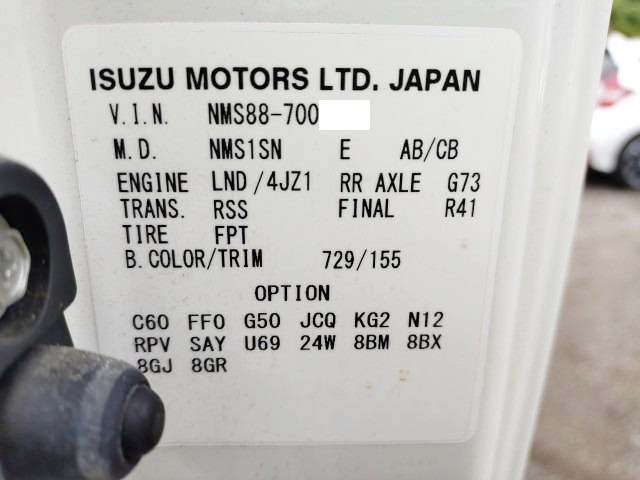 ISUZU MOTORS LTD. JAPAN
V.I.N. NMS88-700
M.D. NMS1SN E AB/CB
ENGINE LND/4JZ1 RR AXLE G73
TRANS. RSS FINAL R41
TIRE FPT
B.COLOR/TRIM 729/155
OPTION
C60 FF0 G50 JCQ KG2 N12
RPV SAY U69 24W 8BM 8BX
8GJ 8GR